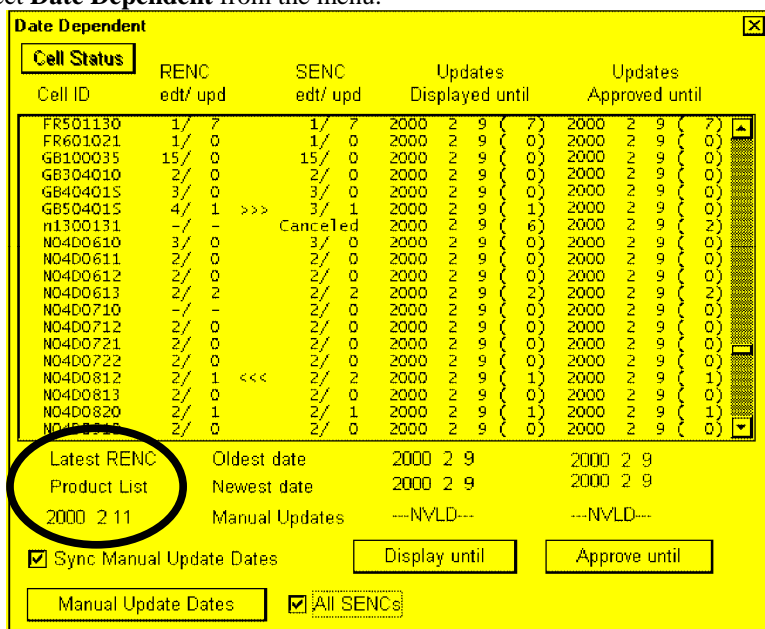 ect Date Dependent from the menu.
Date Dependent
Cell Status RENC SENC Updates Updates
Cell ID edt/ upd edt/ upd Displayed until Approved until
FR501130 1/ 7 1/ 7 2000 2 9 ( 7) 2000 2 9 ( 7)
FR601021 1/ 0 1/ 0 2000 2 9 ( 0) 2000 2 9 ( 0)
GB100035 15/ 0 15/ 0 2000 2 9 ( 0) 2000 2 9 ( 0)
GB304010 2/ 0 2/ 0 2000 2 9 ( 0) 2000 2 9 ( 0)
GB40401S 3/ 0 3/ 0 2000 2 9 ( 0) 2000 2 9 ( 0)
GB50401S 4/ 1 >>> 3/ 1 2000 2 9 ( 1) 2000 2 9 ( 0)
n1300131 -/ - Canceled 2000 2 9 ( 6) 2000 2 9 ( 2)
NO4D0610 3/ 0 3/ 0 2000 2 9 ( 0) 2000 2 9 ( 0)
NO4D0611 2/ 0 2/ 0 2000 2 9 ( 0) 2000 2 9 ( 0)
NO4D0612 2/ 0 2/ 0 2000 2 9 ( 0) 2000 2 9 ( 0)
NO4D0613 2/ 2 2/ 2 2000 2 9 ( 2) 2000 2 9 ( 2)
NO4D0710 -/ - 2/ 0 2000 2 9 ( 0) 2000 2 9 ( 0)
NO4D0712 2/ 0 2/ 0 2000 2 9 ( 0) 2000 2 9 ( 0)
NO4D0721 2/ 0 2/ 0 2000 2 9 ( 0) 2000 2 9 ( 0)
NO4D0722 2/ 0 2/ 0 2000 2 9 ( 0) 2000 2 9 ( 0)
NO4D0812 2/ 1 <<< 2/ 2 2000 2 9 ( 1) 2000 2 9 ( 1)
NO4D0813 2/ 0 2/ 0 2000 2 9 ( 0) 2000 2 9 ( 0)
NO4D0820 2/ 1 2/ 1 2000 2 9 ( 1) 2000 2 9 ( 1)
2/ 0 2/ 0 2000 2 9 ( 0) 2000 2 9 ( 0)
Latest RENC Oldest date 2000 2 9 2000 2 9
Product List Newest date 2000 2 9 2000 2 9
2000 2 11 Manual Updates ---NVLD--- ---NVLD---
Sync Manual Update Dates Display until Approve until
Manual Update Dates All SENCs